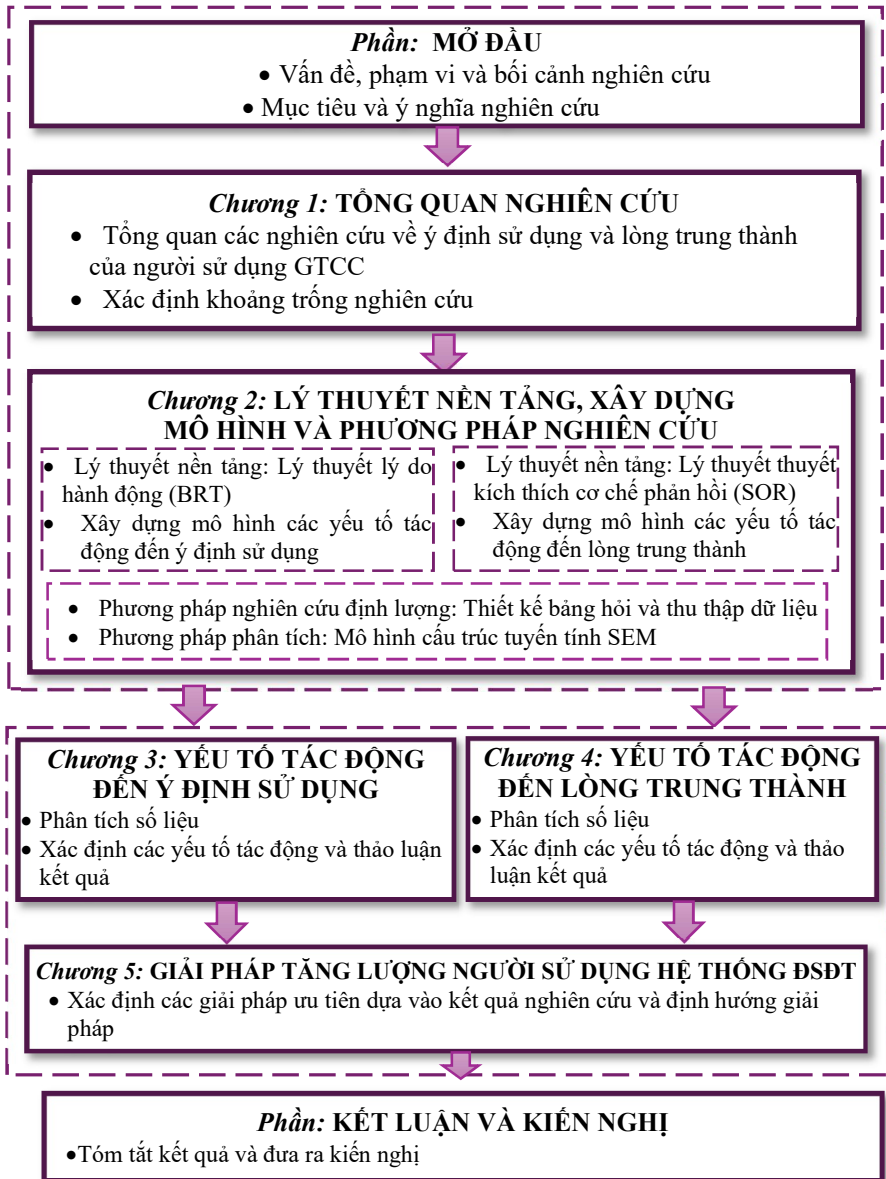 Phần: MỞ ĐẦU
• Vấn đề, phạm vi và bối cảnh nghiên cứu
• Mục tiêu và ý nghĩa nghiên cứu
Chương 1: TỔNG QUAN NGHIÊN CỨU
• Tổng quan các nghiên cứu về ý định sử dụng và lòng trung thành
của người sử dụng GTCC
• Xác định khoảng trống nghiên cứu
Chương 2: LÝ THUYẾT NỀN TẢNG, XÂY DỰNG
MÔ HÌNH VÀ PHƯƠNG PHÁP NGHIÊN CỨU
• Lý thuyết nền tảng: Lý thuyết lý do
hành động (BRT)
• Xây dựng mô hình các yếu tố tác
động đến ý định sử dụng
• Lý thuyết nền tảng: Lý thuyết thuyết
kích thích cơ chế phản hồi (SOR)
• Xây dựng mô hình các yếu tố tác
động đến lòng trung thành
• Phương pháp nghiên cứu định lượng: Thiết kế bảng hỏi và thu thập dữ liệu
• Phương pháp phân tích: Mô hình cấu trúc tuyến tính SEM
Chương 3: YẾU TỐ TÁC ĐỘNG
ĐẾN Ý ĐỊNH SỬ DỤNG
• Phân tích số liệu
• Xác định các yếu tố tác động và thảo luận
kết quả
Chương 4: YẾU TỐ TÁC ĐỘNG
ĐẾN LÒNG TRUNG THÀNH
• Phân tích số liệu
• Xác định các yếu tố tác động và thảo
luận kết quả
Chương 5: GIẢI PHÁP TĂNG LƯỢNG NGƯỜI SỬ DỤNG HỆ THỐNG ĐSĐT
• Xác định các giải pháp ưu tiên dựa vào kết quả nghiên cứu và định hướng giải
pháp
Phần: KẾT LUẬN VÀ KIẾN NGHỊ
•Tóm tắt kết quả và đưa ra kiến nghị